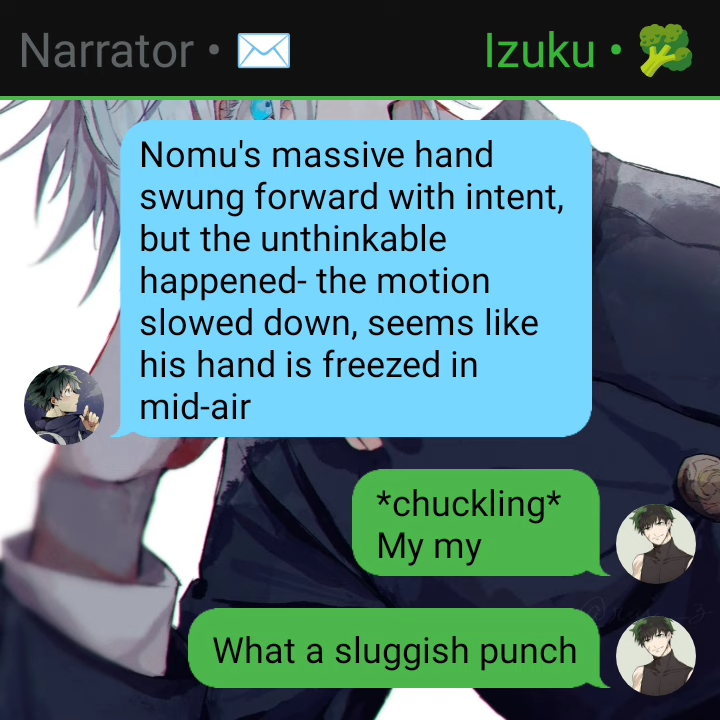 Narrator •
Izuku •
Nomu's massive hand
swung forward with intent,
but the unthinkable
happened- the motion
slowed down, seems like
his hand is freezed in
mid-air
*chuckling*
My my
What a sluggish punch